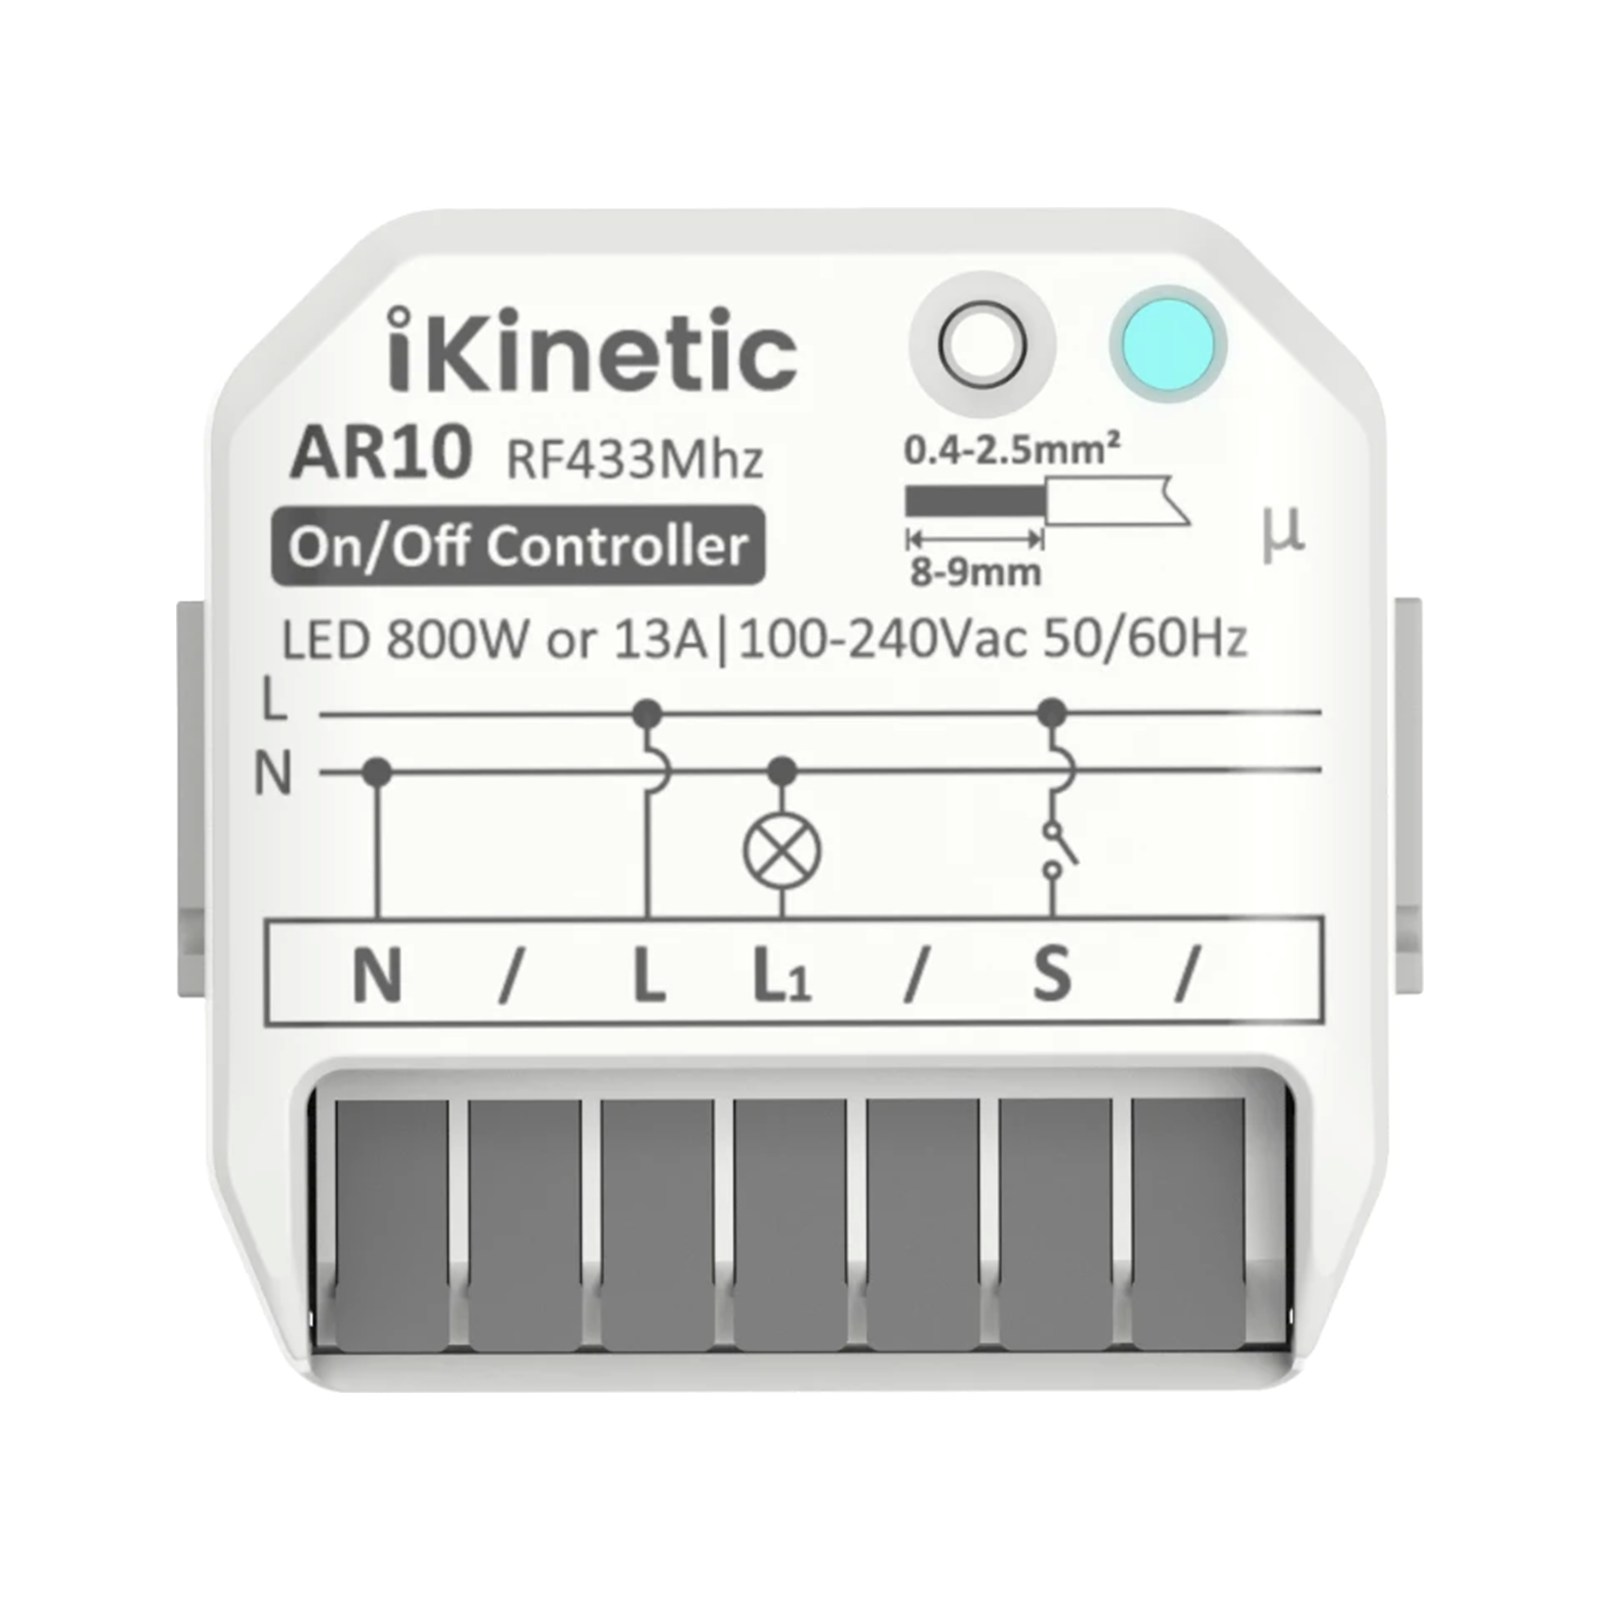 iKinetic
AR10 RF433Mhz
On/Off Controller
0.4-2.5mm²
8-9mm
µ
LED 800W or 13A|100-240Vac 50/60Hz
L
N
N / L L1 / S /